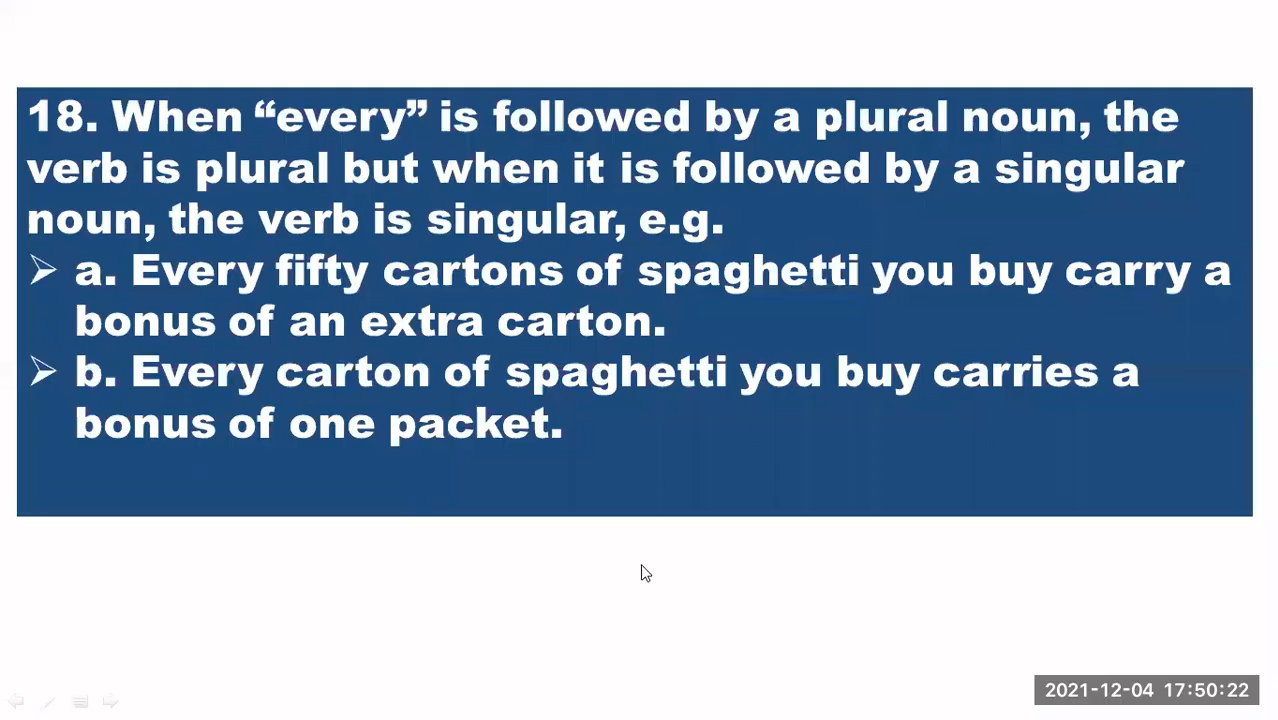 18. When “every” is followed by a plural noun, the
verb is plural but when it is followed by a singular
noun, the verb is singular, e.g.
➢ a. Every fifty cartons of spaghetti you buy carry a
bonus of an extra carton.
➢ b. Every carton of spaghetti you buy carries a
bonus of one packet.
2021-12-04 17:50:22